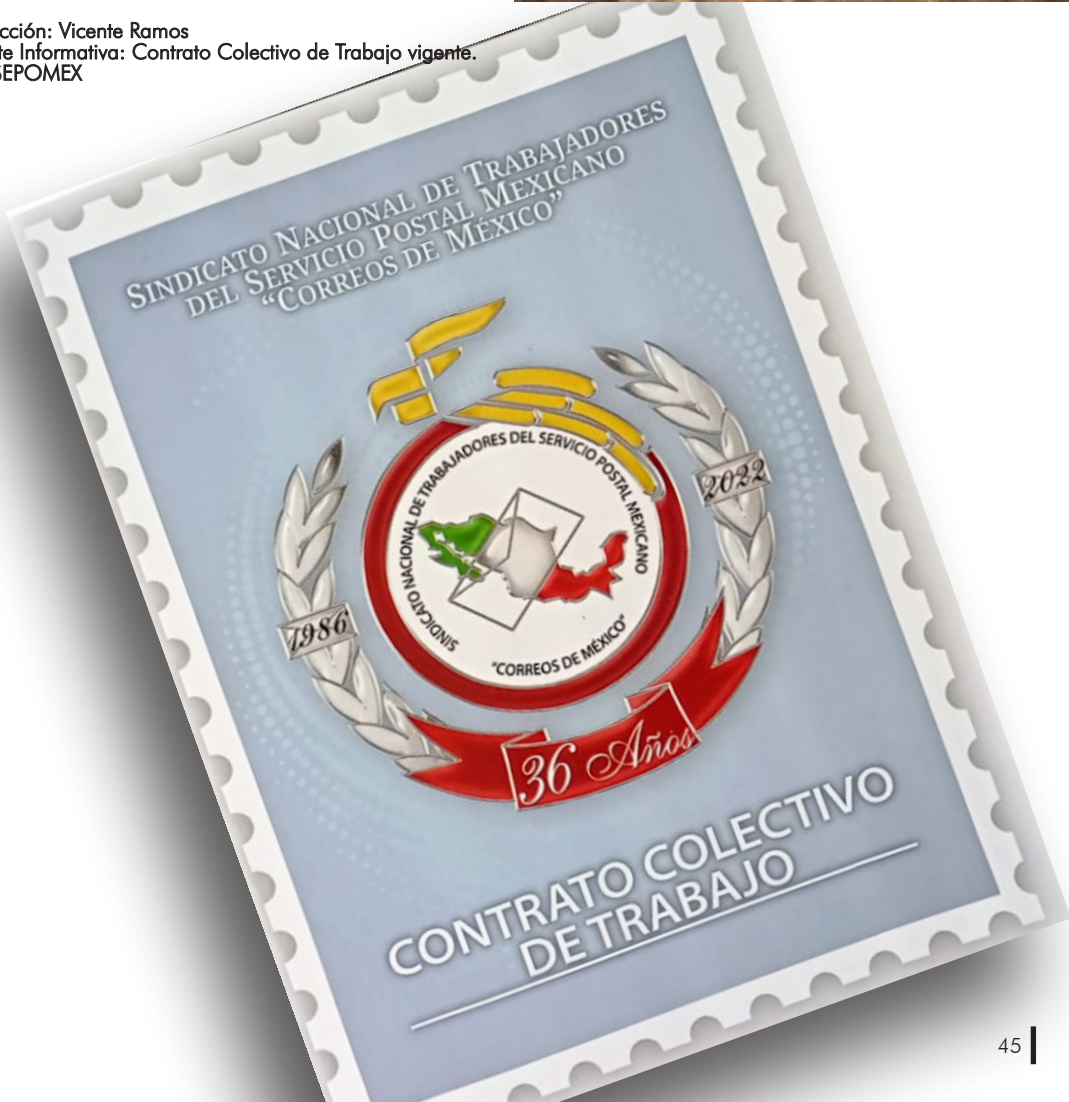 cción: Vicente Ramos
te Informativa: Contrato Colectivo de Trabajo vigente.
SEPOMEX
SINDICATO NACIONAL DE TRABAJADORES
DEL SERVICIO POSTAL MEXICANO
“CORREOS DE MÉXICO”
SINDICATO NACIONAL DE TRABAJADORES DEL SERVICIO POSTAL MEXICANO
"CORREOS DE MÉXICO"
1986
2022
36 Años
CONTRATO COLECTIVO
DE TRABAJO
45